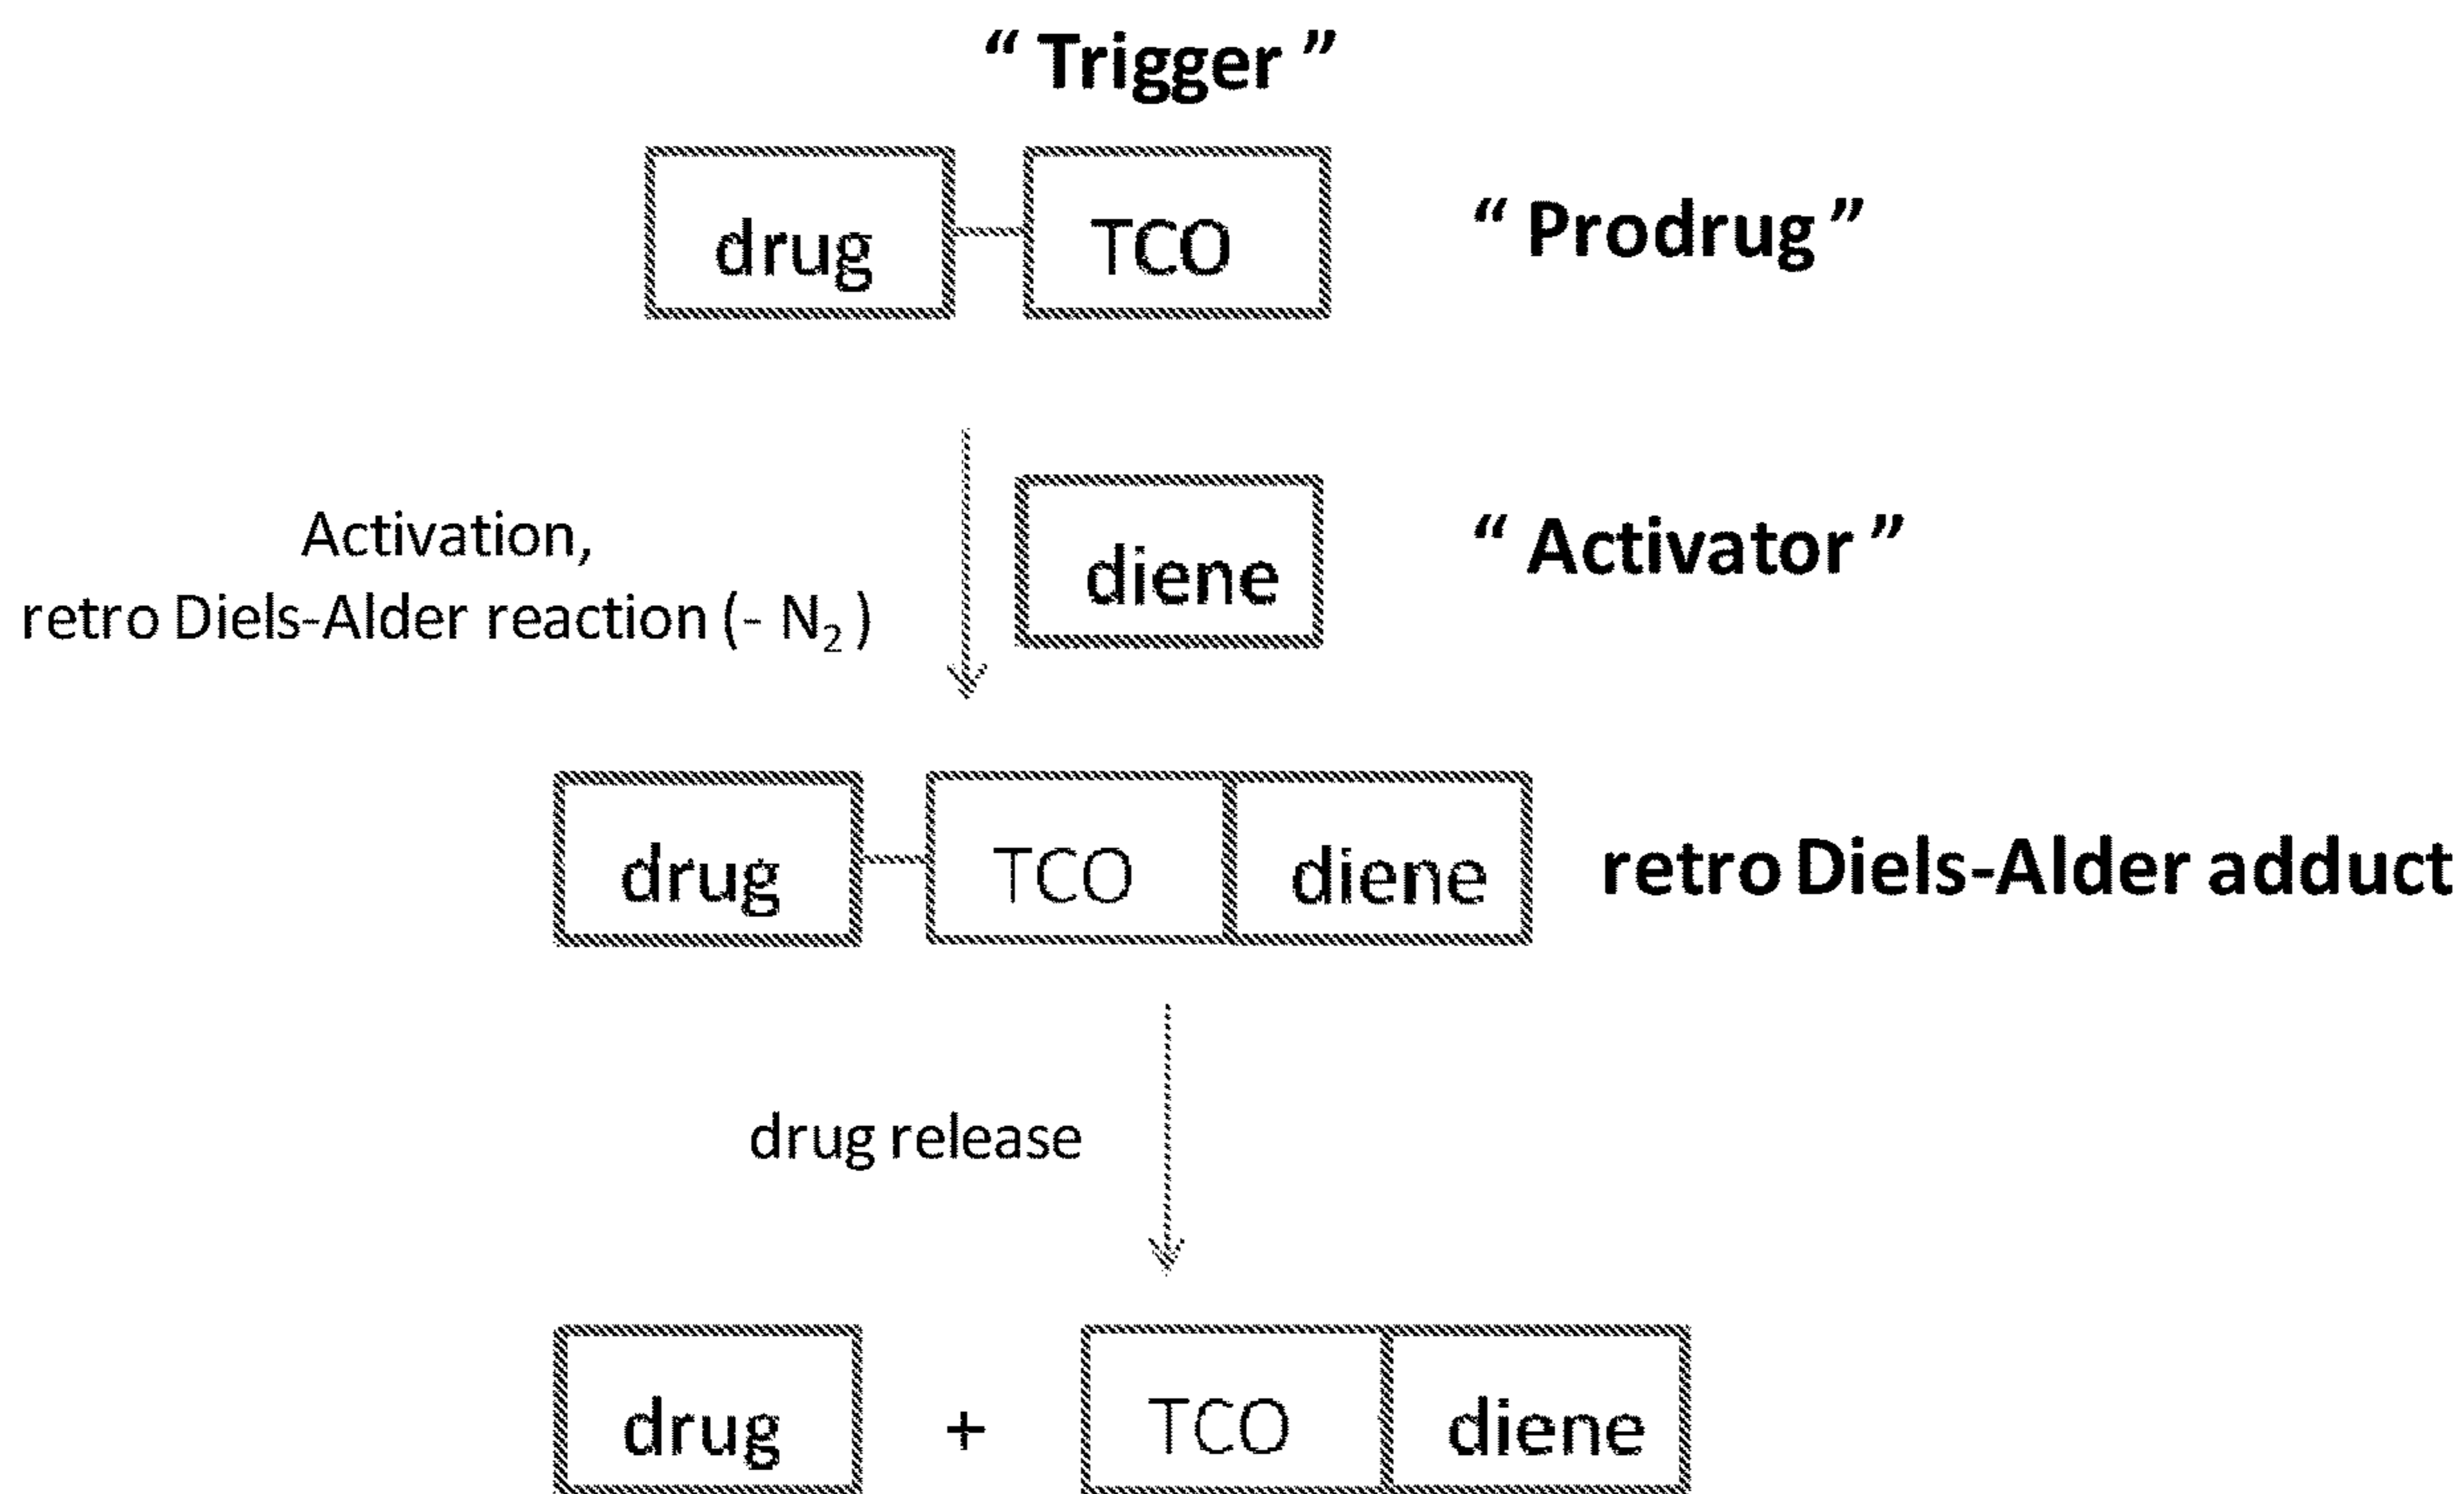 “ Trigger ”
drug TCO “ Prodrug ”
Activation,
retro Diels-Alder reaction (- N₂ )
diene “ Activator ”
drug TCO diene retro Diels-Alder adduct
drug release
drug + TCO diene